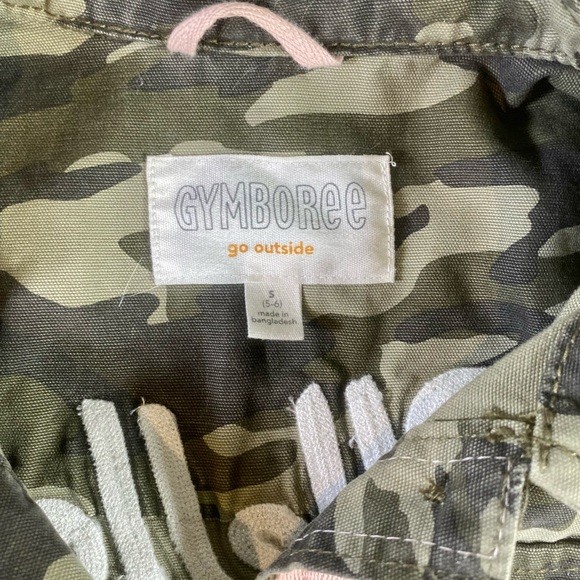 GYMBOREE
go outside
S
(5-6)
made in
bangladesh